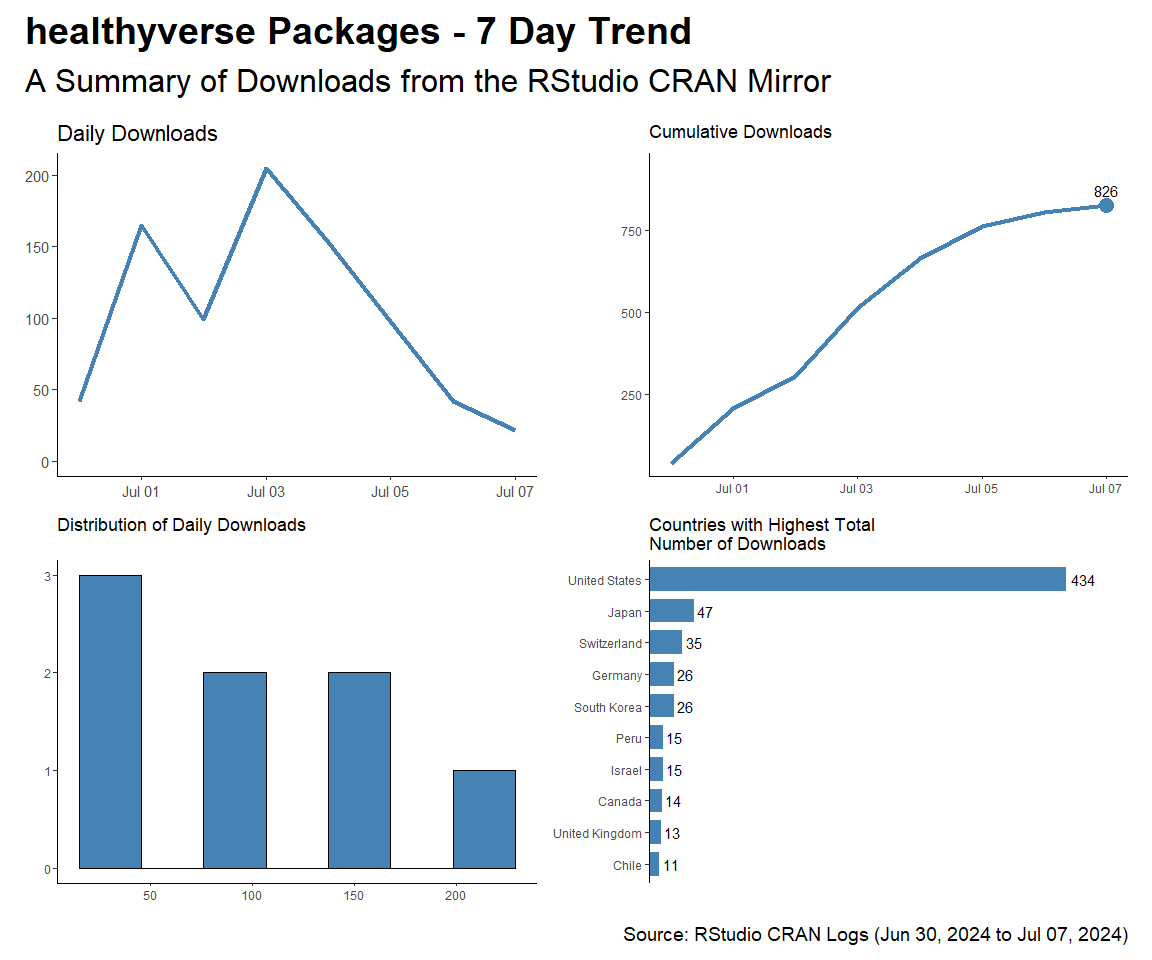 healthyverse Packages - 7 Day Trend
A Summary of Downloads from the RStudio CRAN Mirror
Daily Downloads
200
150
100
50
0
Jul 01 Jul 03 Jul 05 Jul 07
Cumulative Downloads
826
750
500
250
Jul 01 Jul 03 Jul 05 Jul 07
Distribution of Daily Downloads
3
2
1
0
50 100 150 200
Countries with Highest Total
Number of Downloads
United States 434
Japan 47
Switzerland 35
Germany 26
South Korea 26
Peru 15
Israel 15
Canada 14
United Kingdom 13
Chile 11
Source: RStudio CRAN Logs (Jun 30, 2024 to Jul 07, 2024)